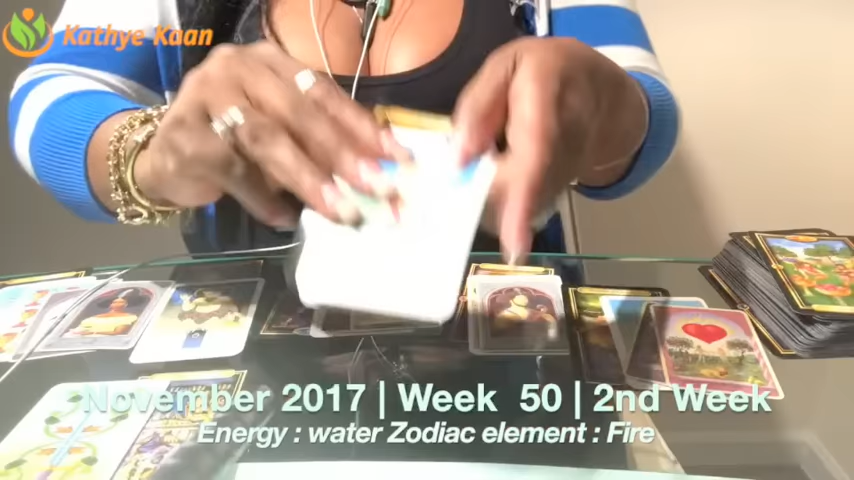 Kathye Kaan
November 2017 | Week 50 | 2nd Week
Energy : water Zodiac element : Fire